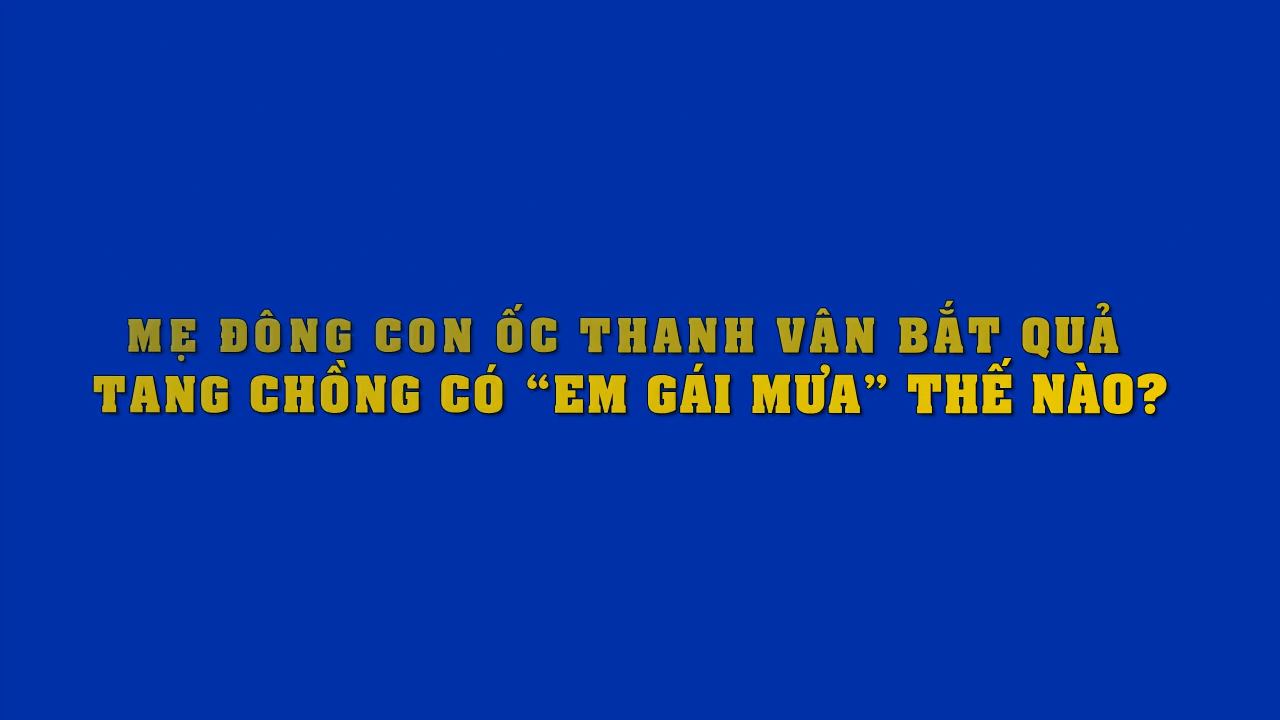 MẸ ĐÔNG CON ỐC THANH VÂN BẮT QUẢ
TANG CHỒNG CÓ “EM GÁI MƯA” THẾ NÀO?